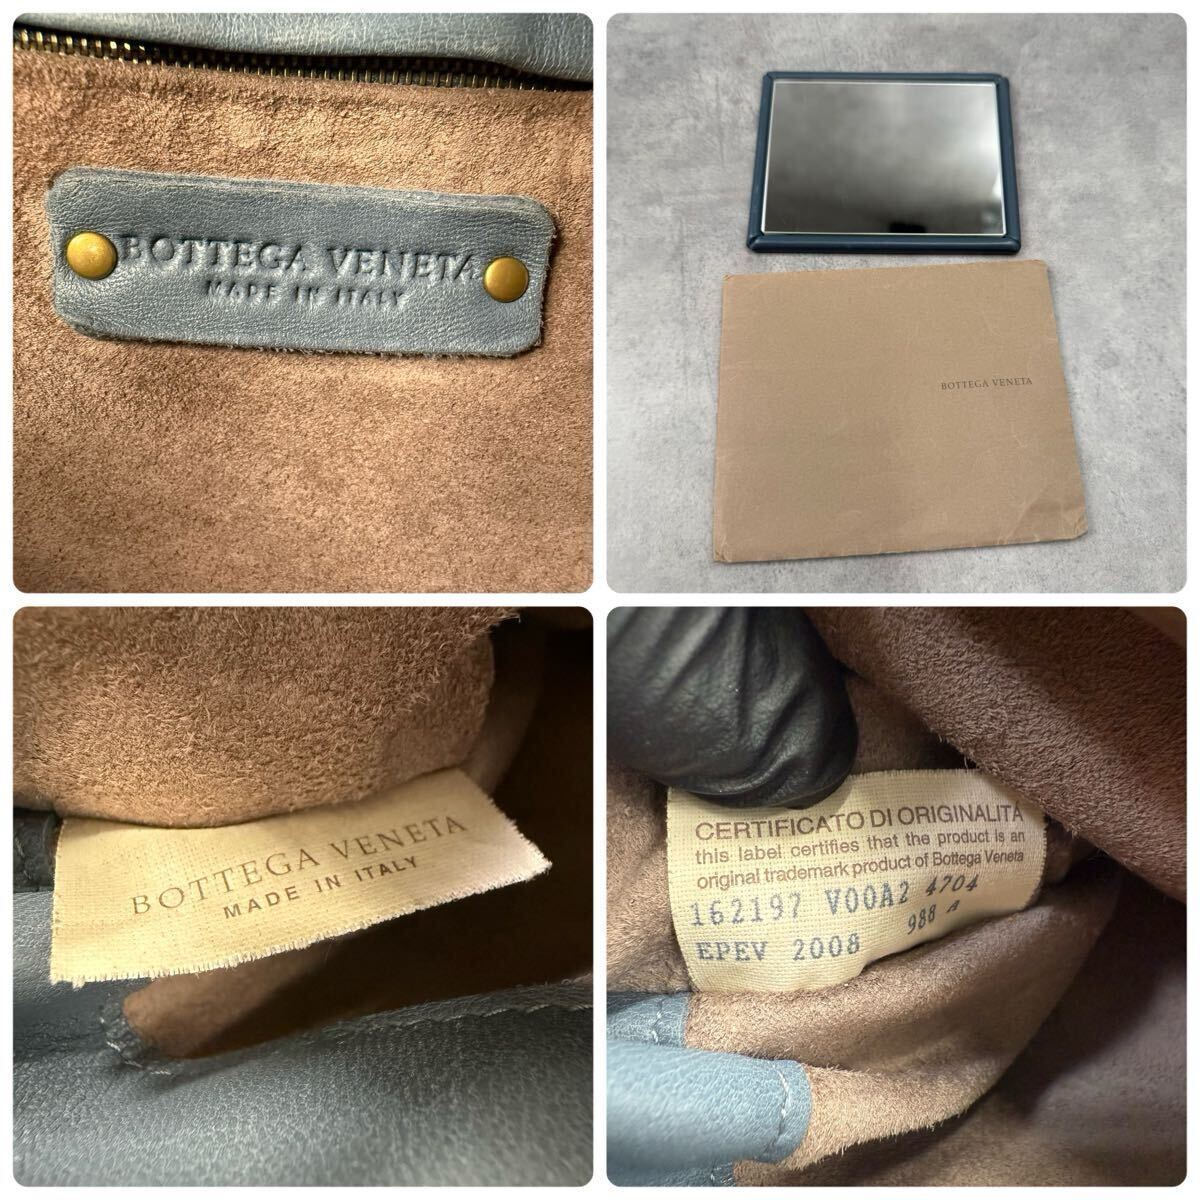 BOTTEGA VENETA
MADE IN ITALY
BOTTEGA VENETA
BOTTEGA VENETA
MADE IN ITALY
CERTIFICATO DI ORIGINALITÀ
this label certifies that the product is an
original trademark product of Bottega Veneta
162197 V00A2 4704
EPEV 2008 988 A